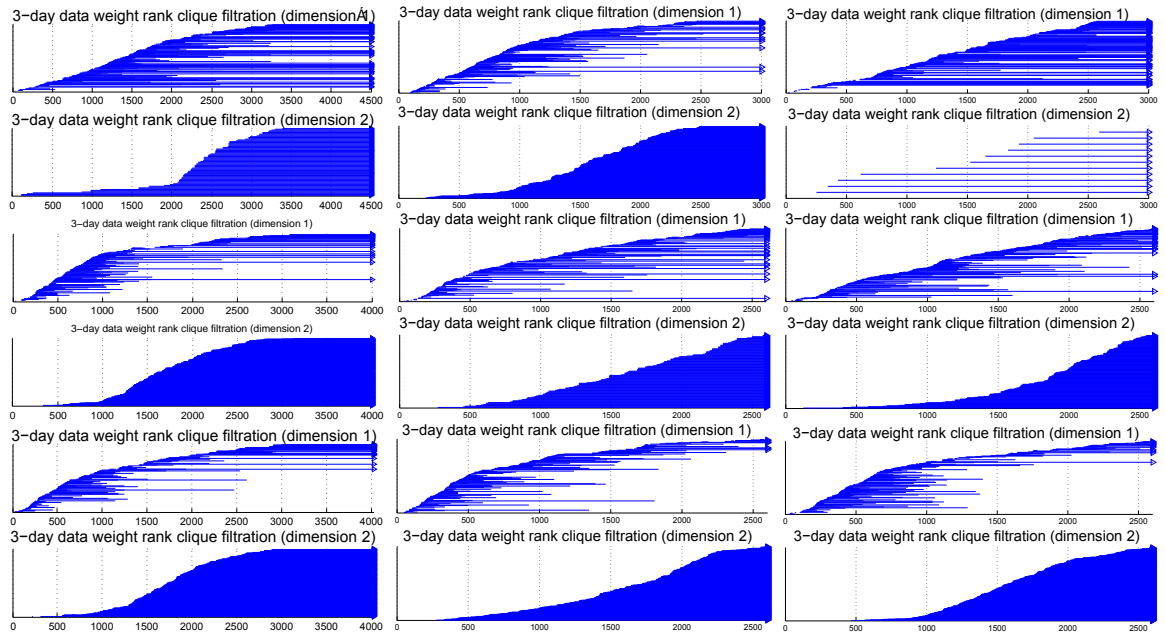 3−day data weight rank clique filtration (dimension 1)
3−day data weight rank clique filtration (dimension 1)
3−day data weight rank clique filtration (dimension 1)
0 500 1000 1500 2000 2500 3000 3500 4000 4500
0 500 1000 1500 2000 2500 3000
500 1000 1500 2000 2500 3000
3−day data weight rank clique filtration (dimension 2)
3−day data weight rank clique filtration (dimension 2)
3−day data weight rank clique filtration (dimension 2)
0 500 1000 1500 2000 2500 3000 3500 4000 4500
0 500 1000 1500 2000 2500 3000
0 500 1000 1500 2000 2500 3000
3−day data weight rank clique filtration (dimension 1)
3−day data weight rank clique filtration (dimension 1)
3−day data weight rank clique filtration (dimension 1)
0 500 1000 1500 2000 2500 3000 3500 4000
0 500 1000 1500 2000 2500
0 500 1000 1500 2000 2500
3−day data weight rank clique filtration (dimension 2)
3−day data weight rank clique filtration (dimension 2)
3−day data weight rank clique filtration (dimension 2)
0 500 1000 1500 2000 2500 3000 3500 4000
0 500 1000 1500 2000 2500
0 500 1000 1500 2000 2500
3−day data weight rank clique filtration (dimension 1)
3−day data weight rank clique filtration (dimension 1)
3−day data weight rank clique filtration (dimension 1)
0 500 1000 1500 2000 2500 3000 3500 4000
0 500 1000 1500 2000 2500
0 500 1000 1500 2000 2500
3−day data weight rank clique filtration (dimension 2)
3−day data weight rank clique filtration (dimension 2)
3−day data weight rank clique filtration (dimension 2)
0 500 1000 1500 2000 2500 3000 3500 4000
0 500 1000 1500 2000 2500
0 500 1000 1500 2000 2500